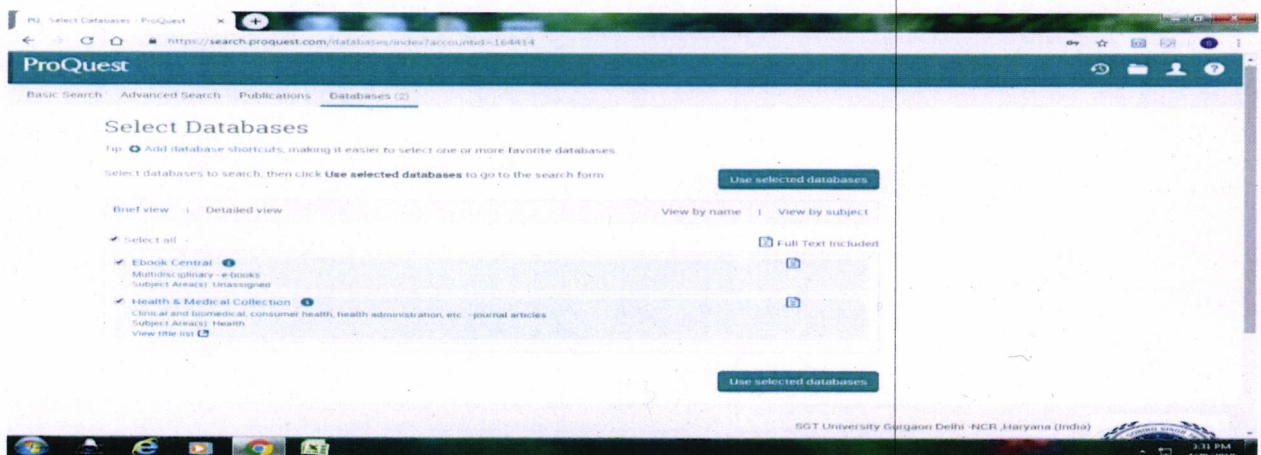 PQ Select Databases - ProQuest
https://search.proquest.com/databases/index?accountid=164414
ProQuest
Basic Search Advanced Search Publications Databases (2)
Select Databases
Tip: Add database shortcuts, making it easier to select one or more favorite databases.
Select databases to search, then click Use selected databases to go to the search form.
Use selected databases
Brief view | Detailed view View by name | View by subject
Select all Full Text Included
Ebook Central
Multidisciplinary - e-books
Subject Area(s): Unassigned
Health & Medical Collection
Clinical and biomedical, consumer health, health administration, etc. - journal articles
Subject Area(s): Health
View title list
Use selected databases
SGT University Gurgaon Delhi -NCR ,Haryana (India)
3:31 PM